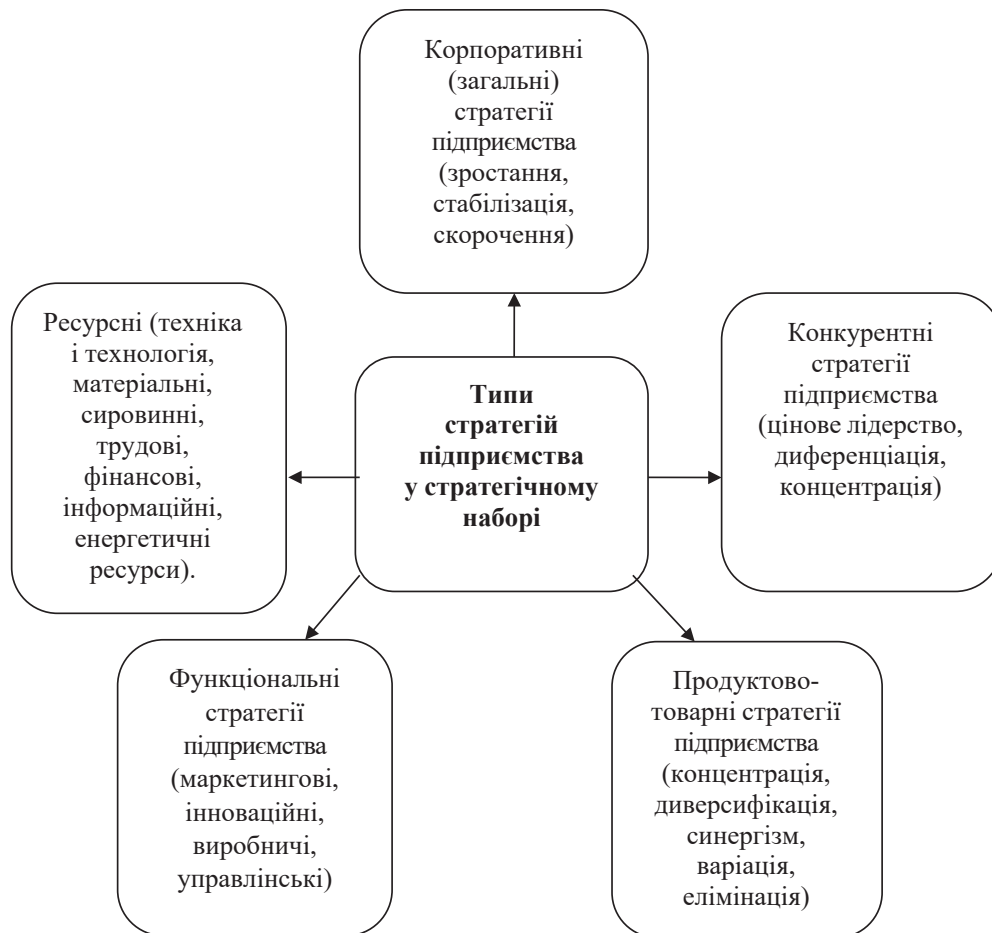 Корпоративні
(загальні)
стратегії
підприємства
(зростання,
стабілізація,
скорочення)
Ресурсні (техніка
і технологія,
матеріальні,
сировинні,
трудові,
фінансові,
інформаційні,
енергетичні
ресурси).
Типи
стратегій
підприємства
у стратегічному
наборі
Конкурентні
стратегії
підприємства
(цінове лідерство,
диференціація,
концентрація)
Функціональні
стратегії
підприємства
(маркетингові,
інноваційні,
виробничі,
управлінські)
Продуктово-
товарні стратегії
підприємства
(концентрація,
диверсифікація,
синергізм,
варіація,
елімінація)